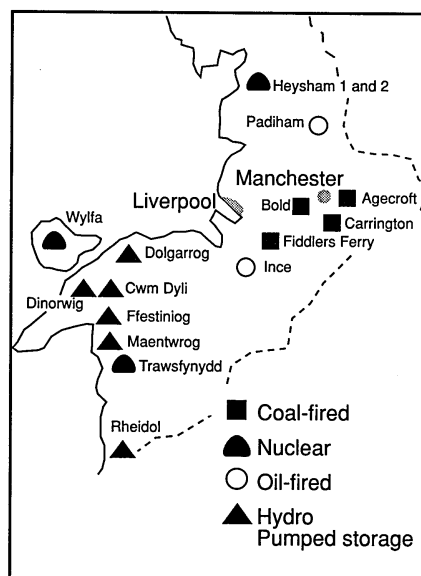 Heysham 1 and 2
Padiham
Manchester
Liverpool
Bold
Agecroft
Carrington
Wylfa
Fiddlers Ferry
Dolgarrog
Ince
Dinorwig
Cwm Dyli
Ffestiniog
Maentwrog
Trawsfynydd
Rheidol
Coal-fired
Nuclear
Oil-fired
Hydro
Pumped storage